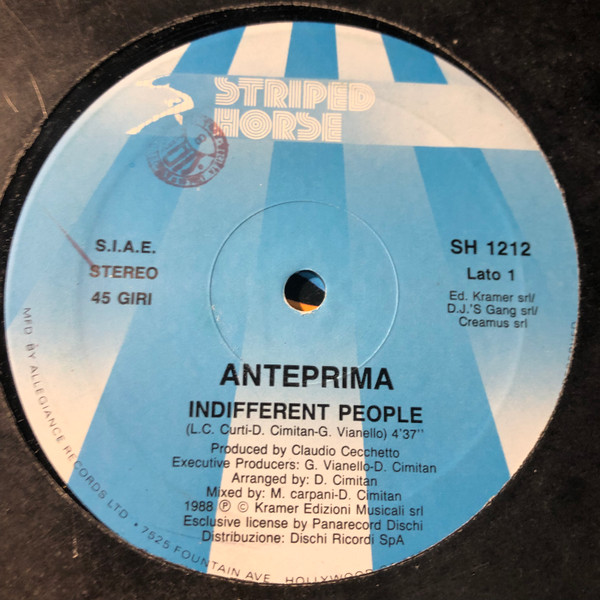 STRIPED
HORSE
S.I.A.E.
STEREO
45 GIRI
SH 1212
Lato 1
Ed. Kramer srl/
D.J.'S Gang srl/
Creamus srl
ANTEPRIMA
INDIFFERENT PEOPLE
(L.C. Curti-D. Cimitan-G. Vianello) 4'37''
Produced by Claudio Cecchetto
Executive Producers: G. Vianello-D. Cimitan
Arranged by: D. Cimitan
Mixed by: M. carpani-D. Cimitan
1988 ℗ © Kramer Edizioni Musicali srl
Esclusive license by Panarecord Dischi
Distribuzione: Dischi Ricordi SpA
MFD BY ALLEGIANCE RECORDS LTD • 7525 FOUNTAIN AVE HOLLYWOOD